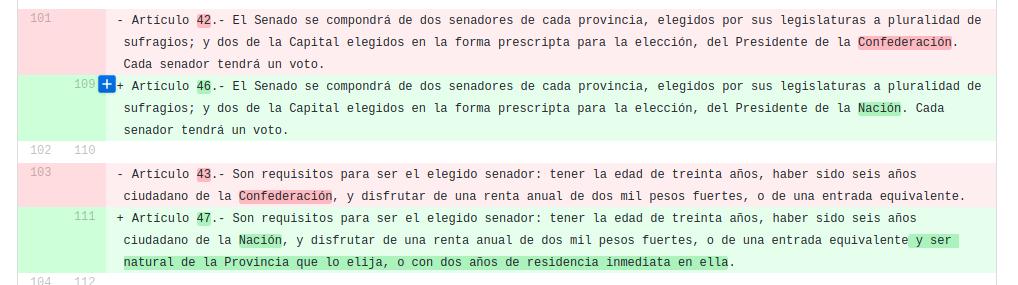 101 - Artículo 42.- El Senado se compondrá de dos senadores de cada provincia, elegidos por sus legislaturas a pluralidad de
sufragios; y dos de la Capital elegidos en la forma prescripta para la elección, del Presidente de la Confederación.
Cada senador tendrá un voto.
109 + + Artículo 46.- El Senado se compondrá de dos senadores de cada provincia, elegidos por sus legislaturas a pluralidad de
sufragios; y dos de la Capital elegidos en la forma prescripta para la elección, del Presidente de la Nación. Cada
senador tendrá un voto.
102 110
103 - Artículo 43.- Son requisitos para ser el elegido senador: tener la edad de treinta años, haber sido seis años
ciudadano de la Confederación, y disfrutar de una renta anual de dos mil pesos fuertes, o de una entrada equivalente.
111 + Artículo 47.- Son requisitos para ser el elegido senador: tener la edad de treinta años, haber sido seis años
ciudadano de la Nación, y disfrutar de una renta anual de dos mil pesos fuertes, o de una entrada equivalente y ser
natural de la Provincia que lo elija, o con dos años de residencia inmediata en ella.
104 112